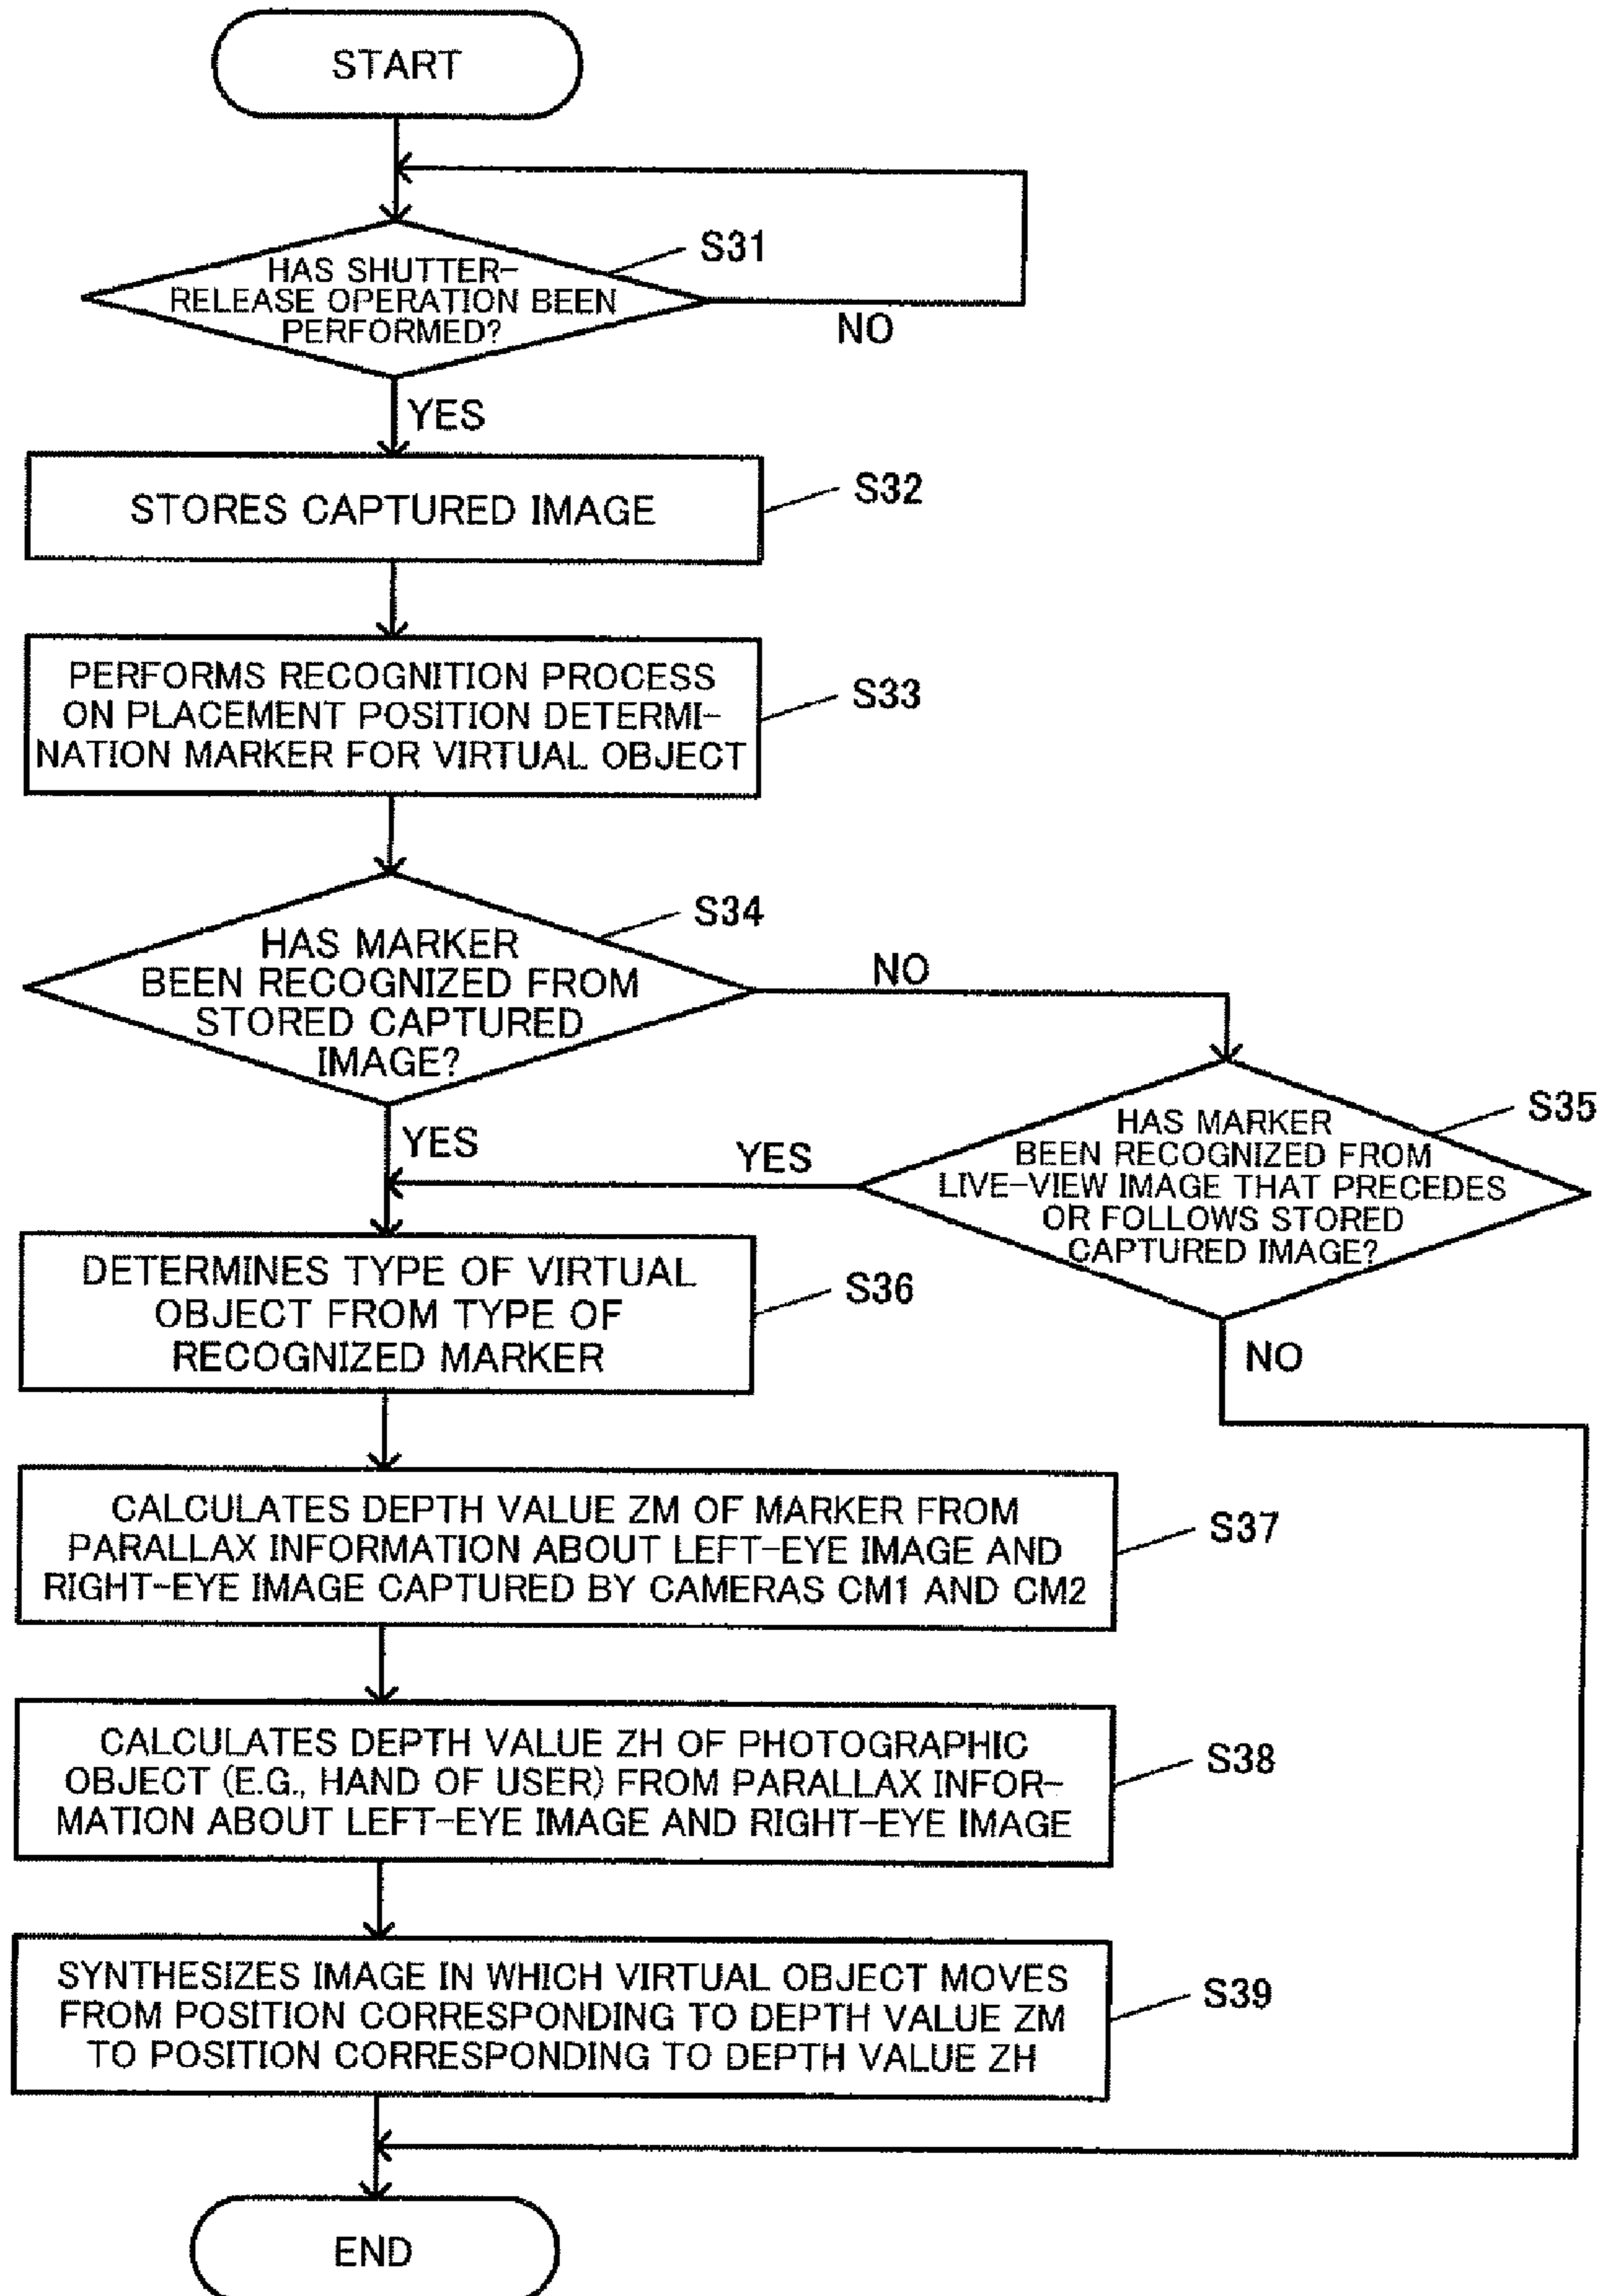 START
S31
HAS SHUTTER-
RELEASE OPERATION BEEN
PERFORMED?
NO
YES
STORES CAPTURED IMAGE
S32
PERFORMS RECOGNITION PROCESS
ON PLACEMENT POSITION DETERMI-
NATION MARKER FOR VIRTUAL OBJECT
S33
S34
HAS MARKER
BEEN RECOGNIZED FROM
STORED CAPTURED
IMAGE?
NO
YES
S35
HAS MARKER
BEEN RECOGNIZED FROM
LIVE-VIEW IMAGE THAT PRECEDES
OR FOLLOWS STORED
CAPTURED IMAGE?
YES
NO
DETERMINES TYPE OF VIRTUAL
OBJECT FROM TYPE OF
RECOGNIZED MARKER
S36
CALCULATES DEPTH VALUE ZM OF MARKER FROM
PARALLAX INFORMATION ABOUT LEFT-EYE IMAGE AND
RIGHT-EYE IMAGE CAPTURED BY CAMERAS CM1 AND CM2
S37
CALCULATES DEPTH VALUE ZH OF PHOTOGRAPHIC
OBJECT (E.G., HAND OF USER) FROM PARALLAX INFOR-
MATION ABOUT LEFT-EYE IMAGE AND RIGHT-EYE IMAGE
S38
SYNTHESIZES IMAGE IN WHICH VIRTUAL OBJECT MOVES
FROM POSITION CORRESPONDING TO DEPTH VALUE ZM
TO POSITION CORRESPONDING TO DEPTH VALUE ZH
S39
END